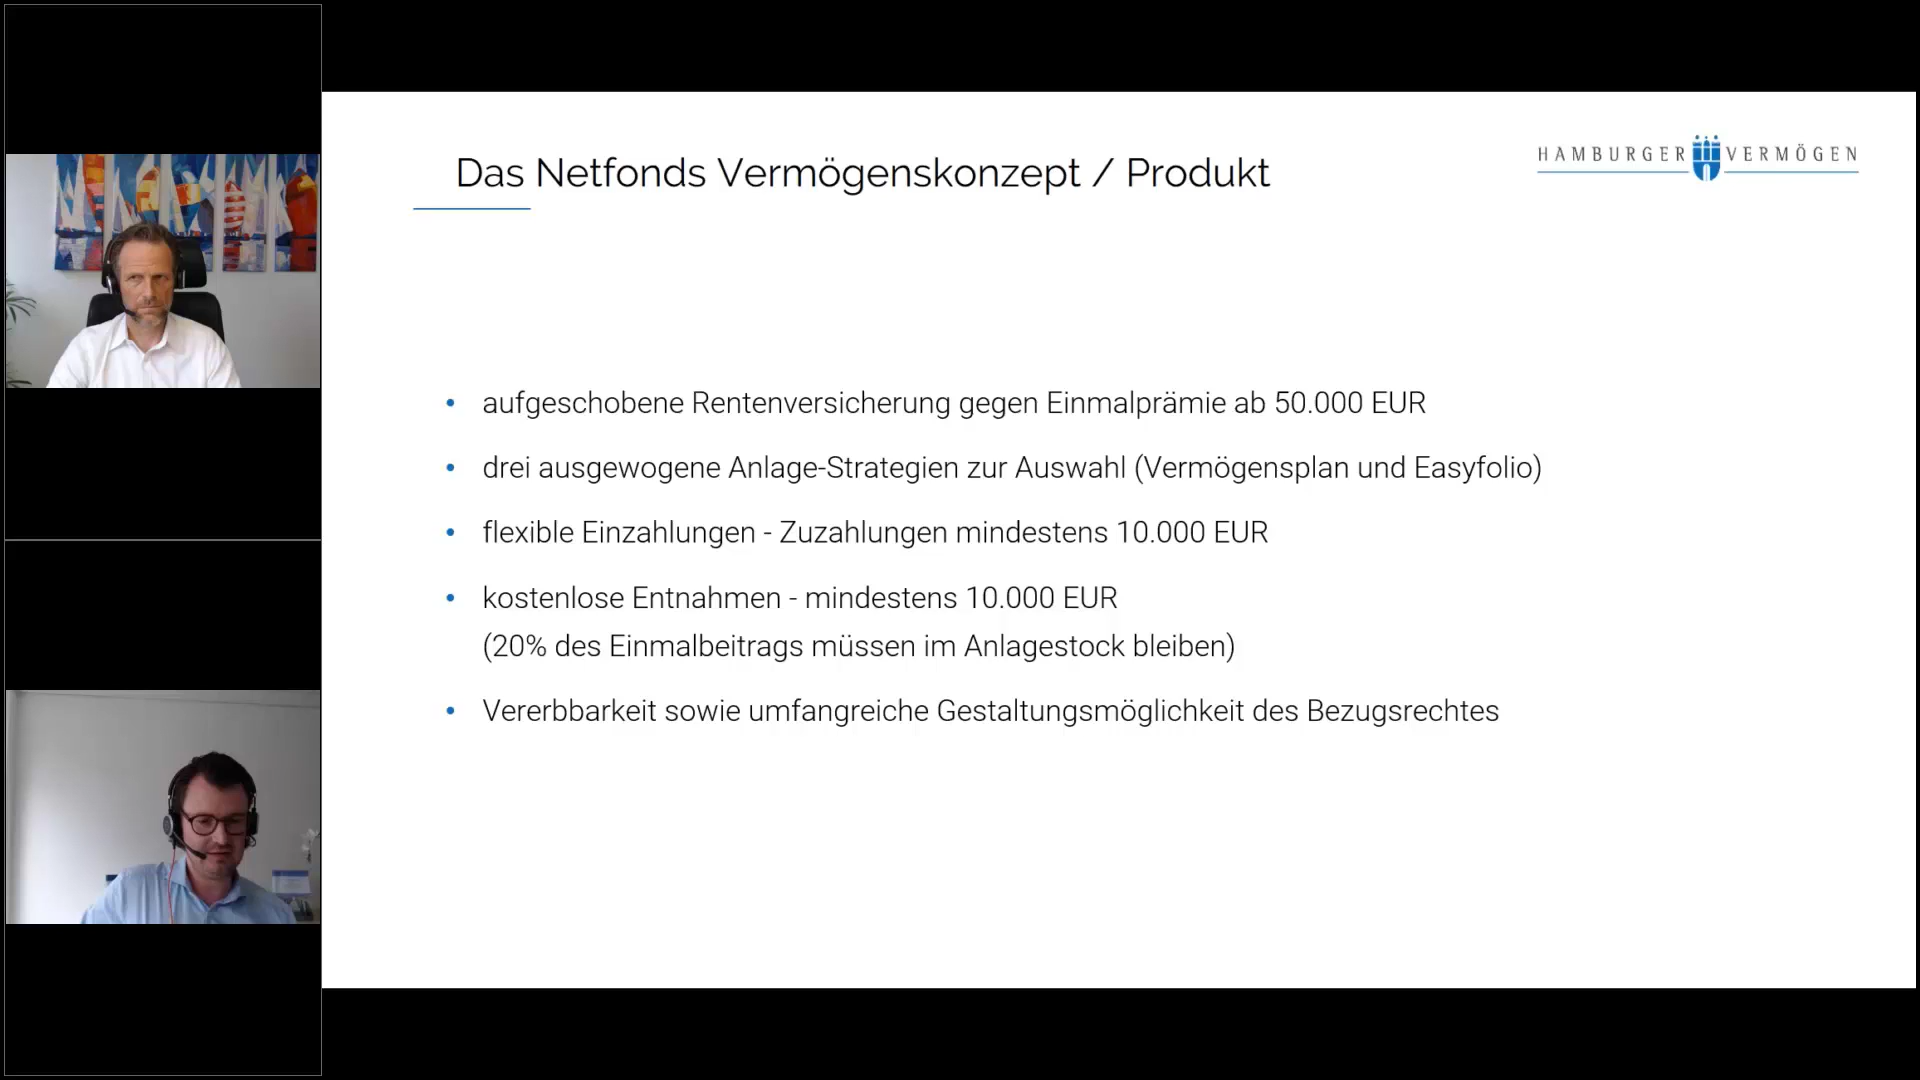 Das Netfonds Vermögenskonzept / Produkt
HAMBURGER VERMÖGEN
• aufgeschobene Rentenversicherung gegen Einmalprämie ab 50.000 EUR
• drei ausgewogene Anlage-Strategien zur Auswahl (Vermögensplan und Easyfolio)
• flexible Einzahlungen - Zuzahlungen mindestens 10.000 EUR
• kostenlose Entnahmen - mindestens 10.000 EUR
(20% des Einmalbeitrags müssen im Anlagestock bleiben)
• Vererbbarkeit sowie umfangreiche Gestaltungsmöglichkeit des Bezugsrechtes